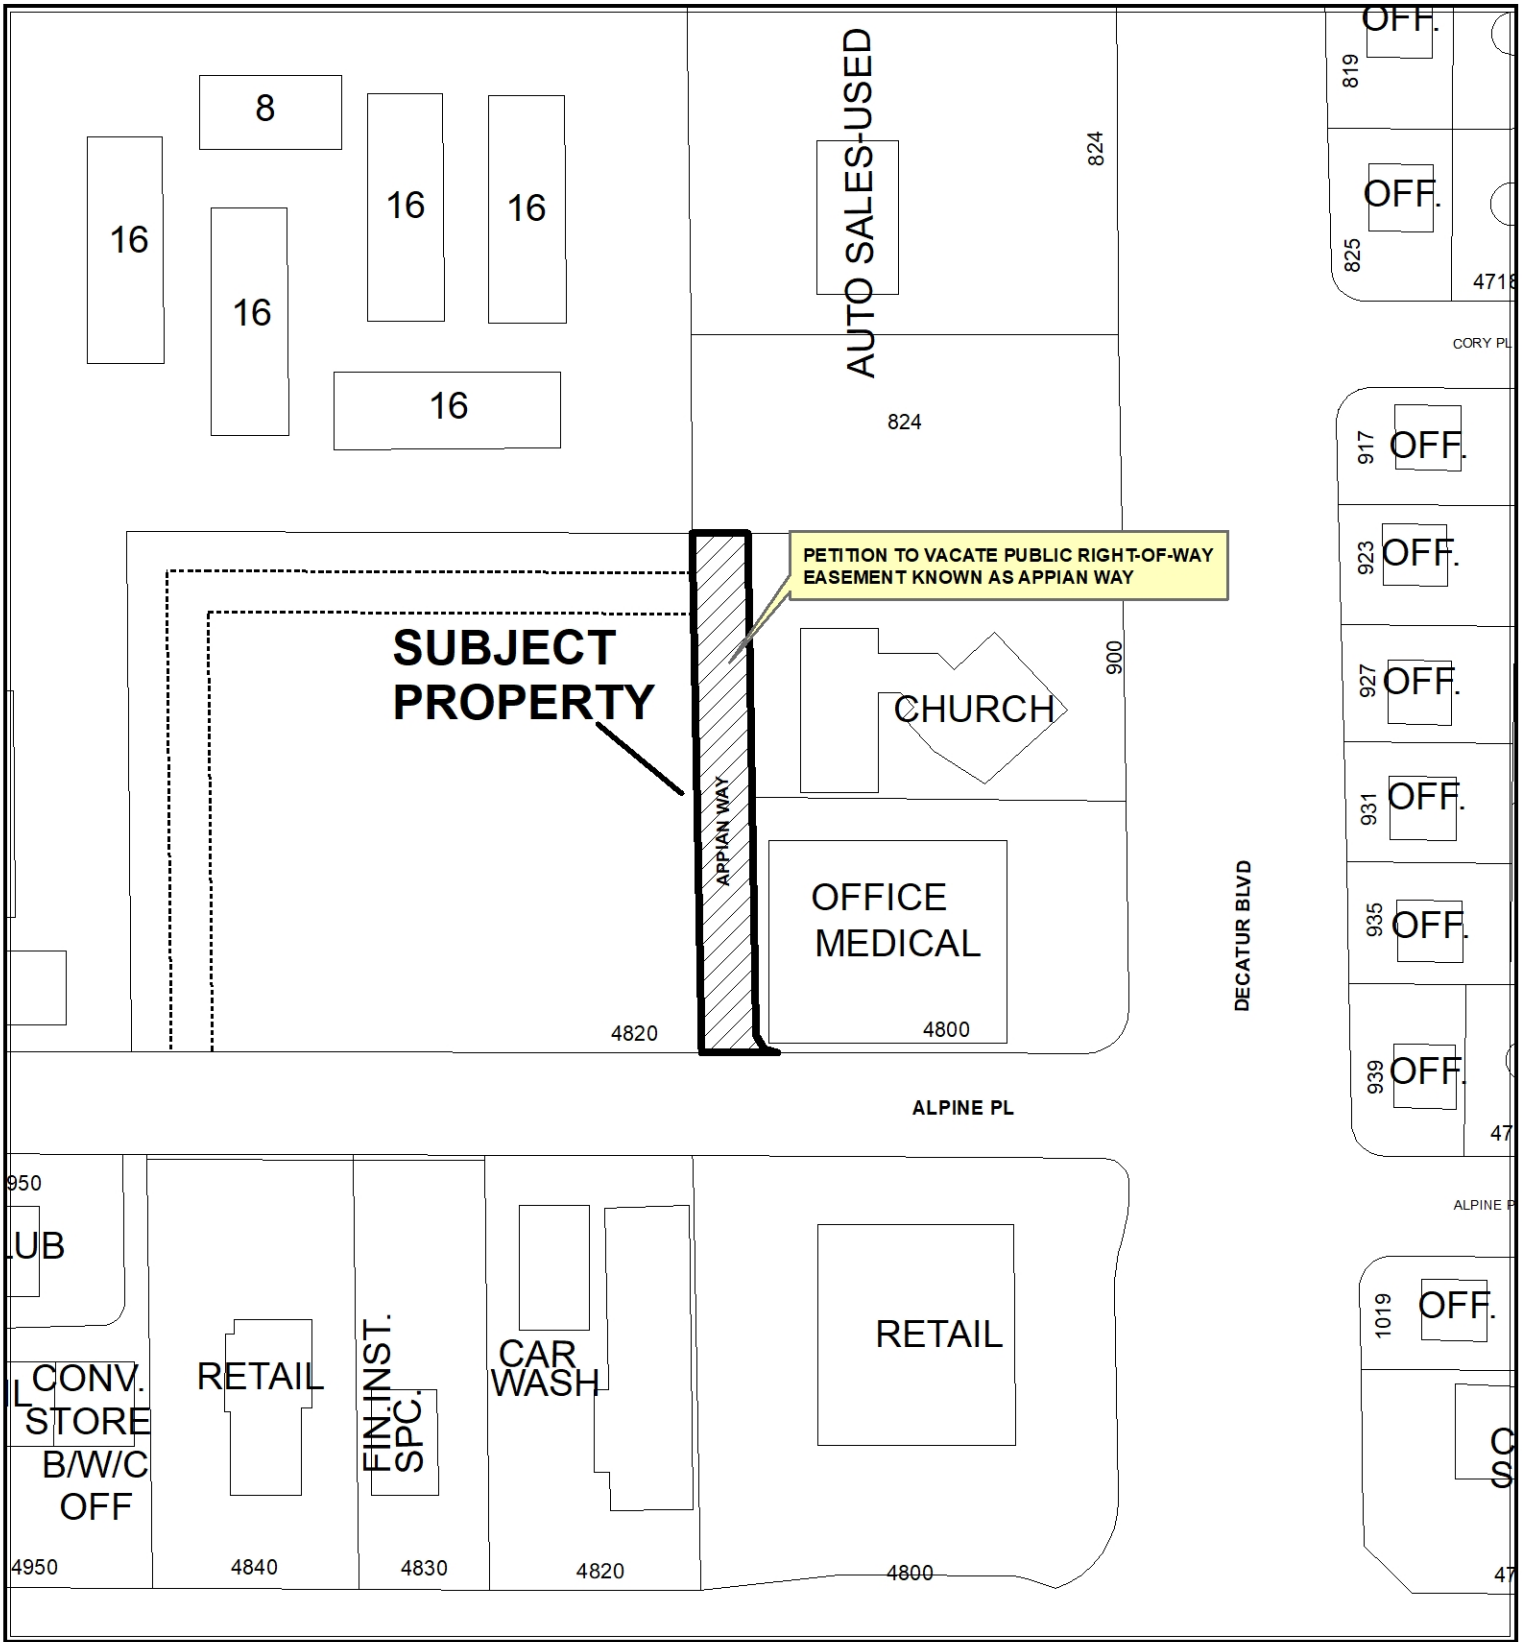 OFF.
819
8
AUTO SALES-USED
824
16
16
16
OFF.
825
16
16
16
CORY PL
824
917
OFF.
923
OFF.
PETITION TO VACATE PUBLIC RIGHT-OF-WAY
EASEMENT KNOWN AS APPIAN WAY
SUBJECT
PROPERTY
CHURCH
900
927
OFF.
931
OFF.
APPIAN WAY
OFFICE
MEDICAL
DECATUR BLVD
935
OFF.
4820
4800
939
OFF.
ALPINE PL
950
ALPINE P
LUB
RETAIL
1019
OFF.
CONV.
STORE
B/W/C
OFF
RETAIL
FIN.INST.
SPC.
CAR
WASH
4950
4840
4830
4820
4800